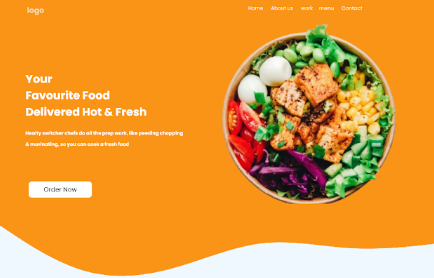 logo
Home About us work menu Contact
Your
Favourite Food
Delivered Hot & Fresh
Healty switcher chefs do all the prep work, like peeding chopping
& marinating, so you can cook a fresh food
Order Now